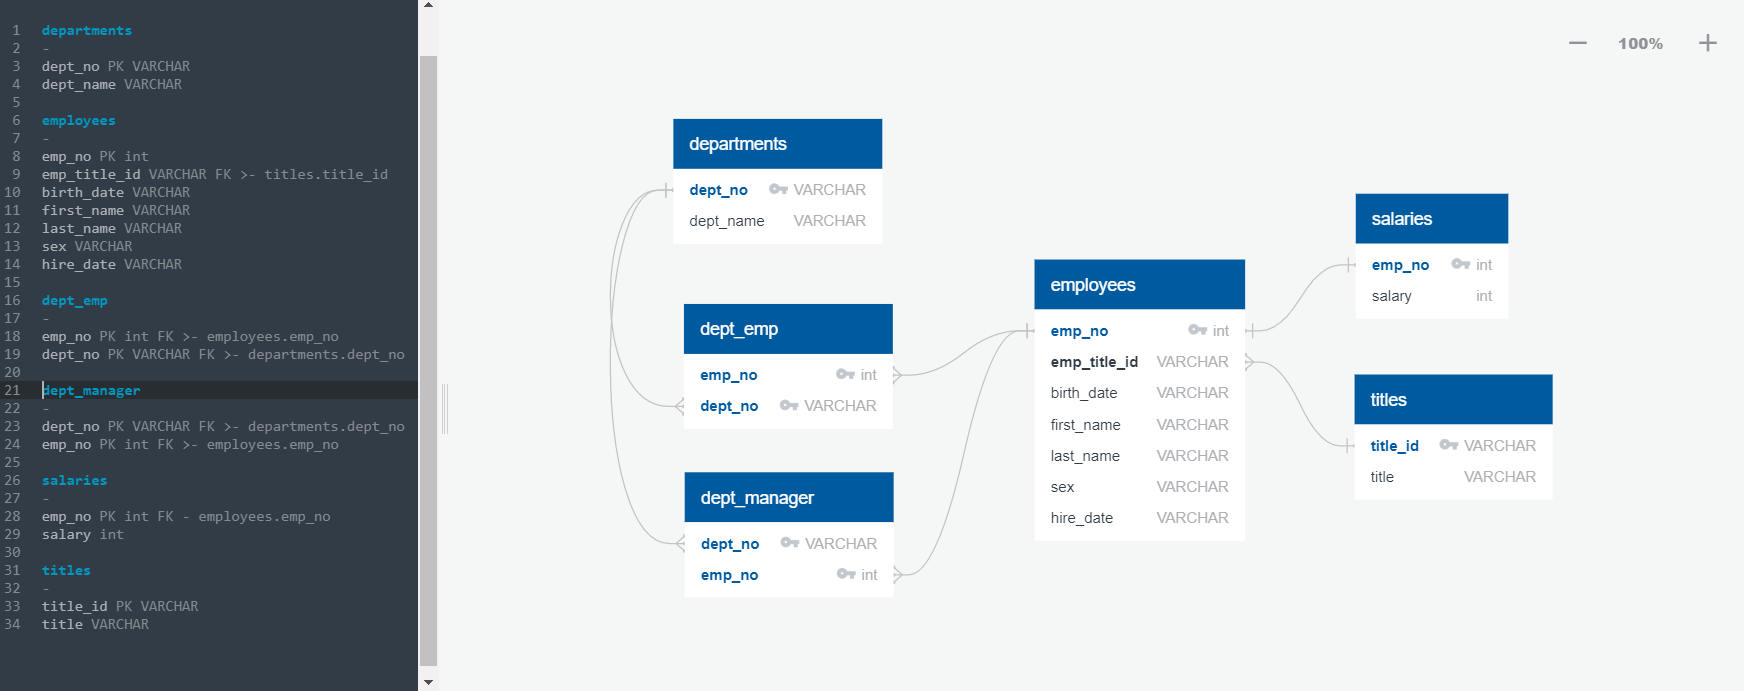 1 departments
2 -
3 dept_no PK VARCHAR
4 dept_name VARCHAR
5
6 employees
7 -
8 emp_no PK int
9 emp_title_id VARCHAR FK >- titles.title_id
10 birth_date VARCHAR
11 first_name VARCHAR
12 last_name VARCHAR
13 sex VARCHAR
14 hire_date VARCHAR
15
16 dept_emp
17 -
18 emp_no PK int FK >- employees.emp_no
19 dept_no PK VARCHAR FK >- departments.dept_no
20
21 dept_manager
22 -
23 dept_no PK VARCHAR FK >- departments.dept_no
24 emp_no PK int FK >- employees.emp_no
25
26 salaries
27 -
28 emp_no PK int FK - employees.emp_no
29 salary int
30
31 titles
32 -
33 title_id PK VARCHAR
34 title VARCHAR
100%
departments
dept_no VARCHAR
dept_name VARCHAR
dept_emp
emp_no int
dept_no VARCHAR
dept_manager
dept_no VARCHAR
emp_no int
employees
emp_no int
emp_title_id VARCHAR
birth_date VARCHAR
first_name VARCHAR
last_name VARCHAR
sex VARCHAR
hire_date VARCHAR
salaries
emp_no int
salary int
titles
title_id VARCHAR
title VARCHAR